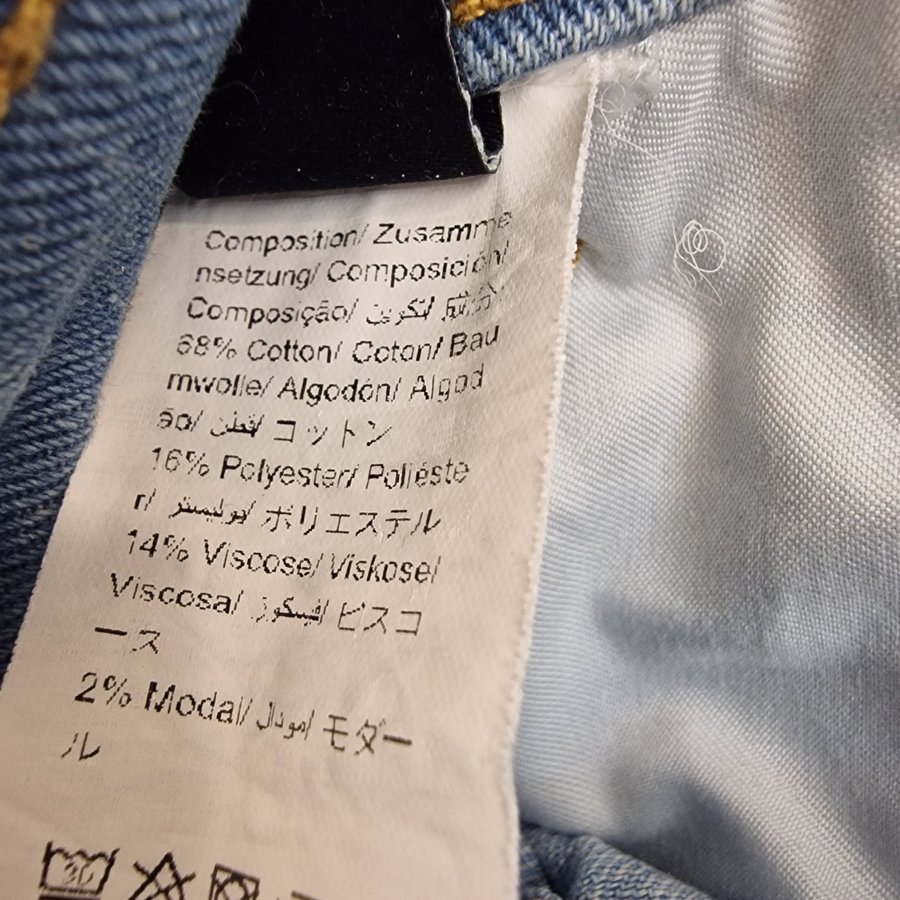 Composition/ Zusamme
nsetzung/ Composición/
Composição/ تكوين/ 成分/
68% Cotton/ Coton/ Bau
mwolle/ Algodón/ Algod
ão/ قطن/ コットン
16% Polyester/ Poliéste
r/ بوليستر/ ポリエステル
14% Viscose/ Viskose/
Viscosa/ فيسكوز/ ビスコ
ース
2% Modal/ مودال/ モダー
ル
30